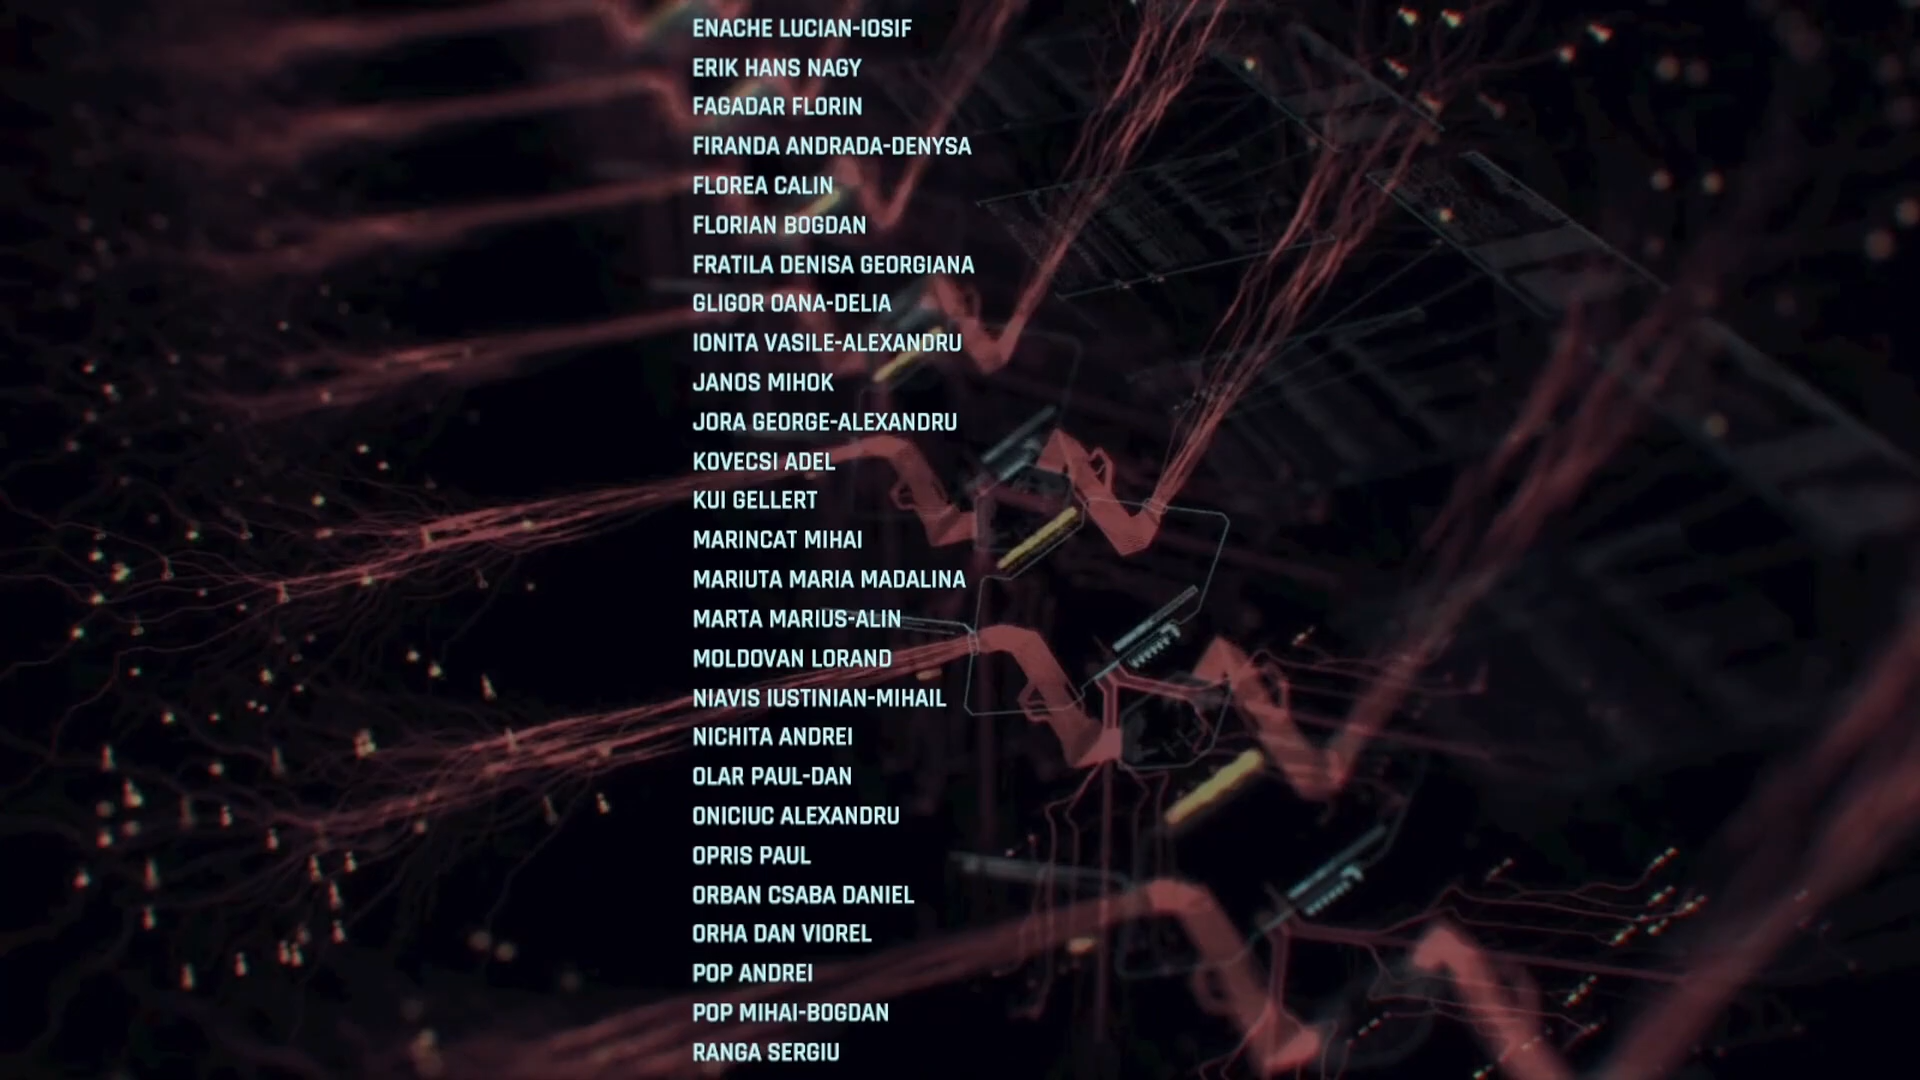 ENACHE LUCIAN-IOSIF
ERIK HANS NAGY
FAGADAR FLORIN
FIRANDA ANDRADA-DENYSA
FLOREA CALIN
FLORIAN BOGDAN
FRATILA DENISA GEORGIANA
GLIGOR OANA-DELIA
IONITA VASILE-ALEXANDRU
JANOS MIHOK
JORA GEORGE-ALEXANDRU
KOVECSI ADEL
KUI GELLERT
MARINCAT MIHAI
MARIUTA MARIA MADALINA
MARTA MARIUS-ALIN
MOLDOVAN LORAND
NIAVIS IUSTINIAN-MIHAIL
NICHITA ANDREI
OLAR PAUL-DAN
ONICIUC ALEXANDRU
OPRIS PAUL
ORBAN CSABA DANIEL
ORHA DAN VIOREL
POP ANDREI
POP MIHAI-BOGDAN
RANGA SERGIU